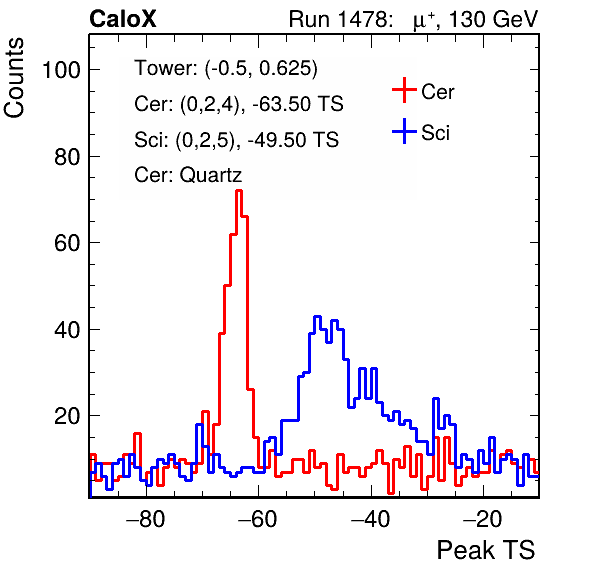 CaloX Run 1478: μ⁺, 130 GeV
Counts
Tower: (-0.5, 0.625)
Cer: (0,2,4), -63.50 TS
Sci: (0,2,5), -49.50 TS
Cer: Quartz
Cer
Sci
100
80
60
40
20
−80 −60 −40 −20
Peak TS